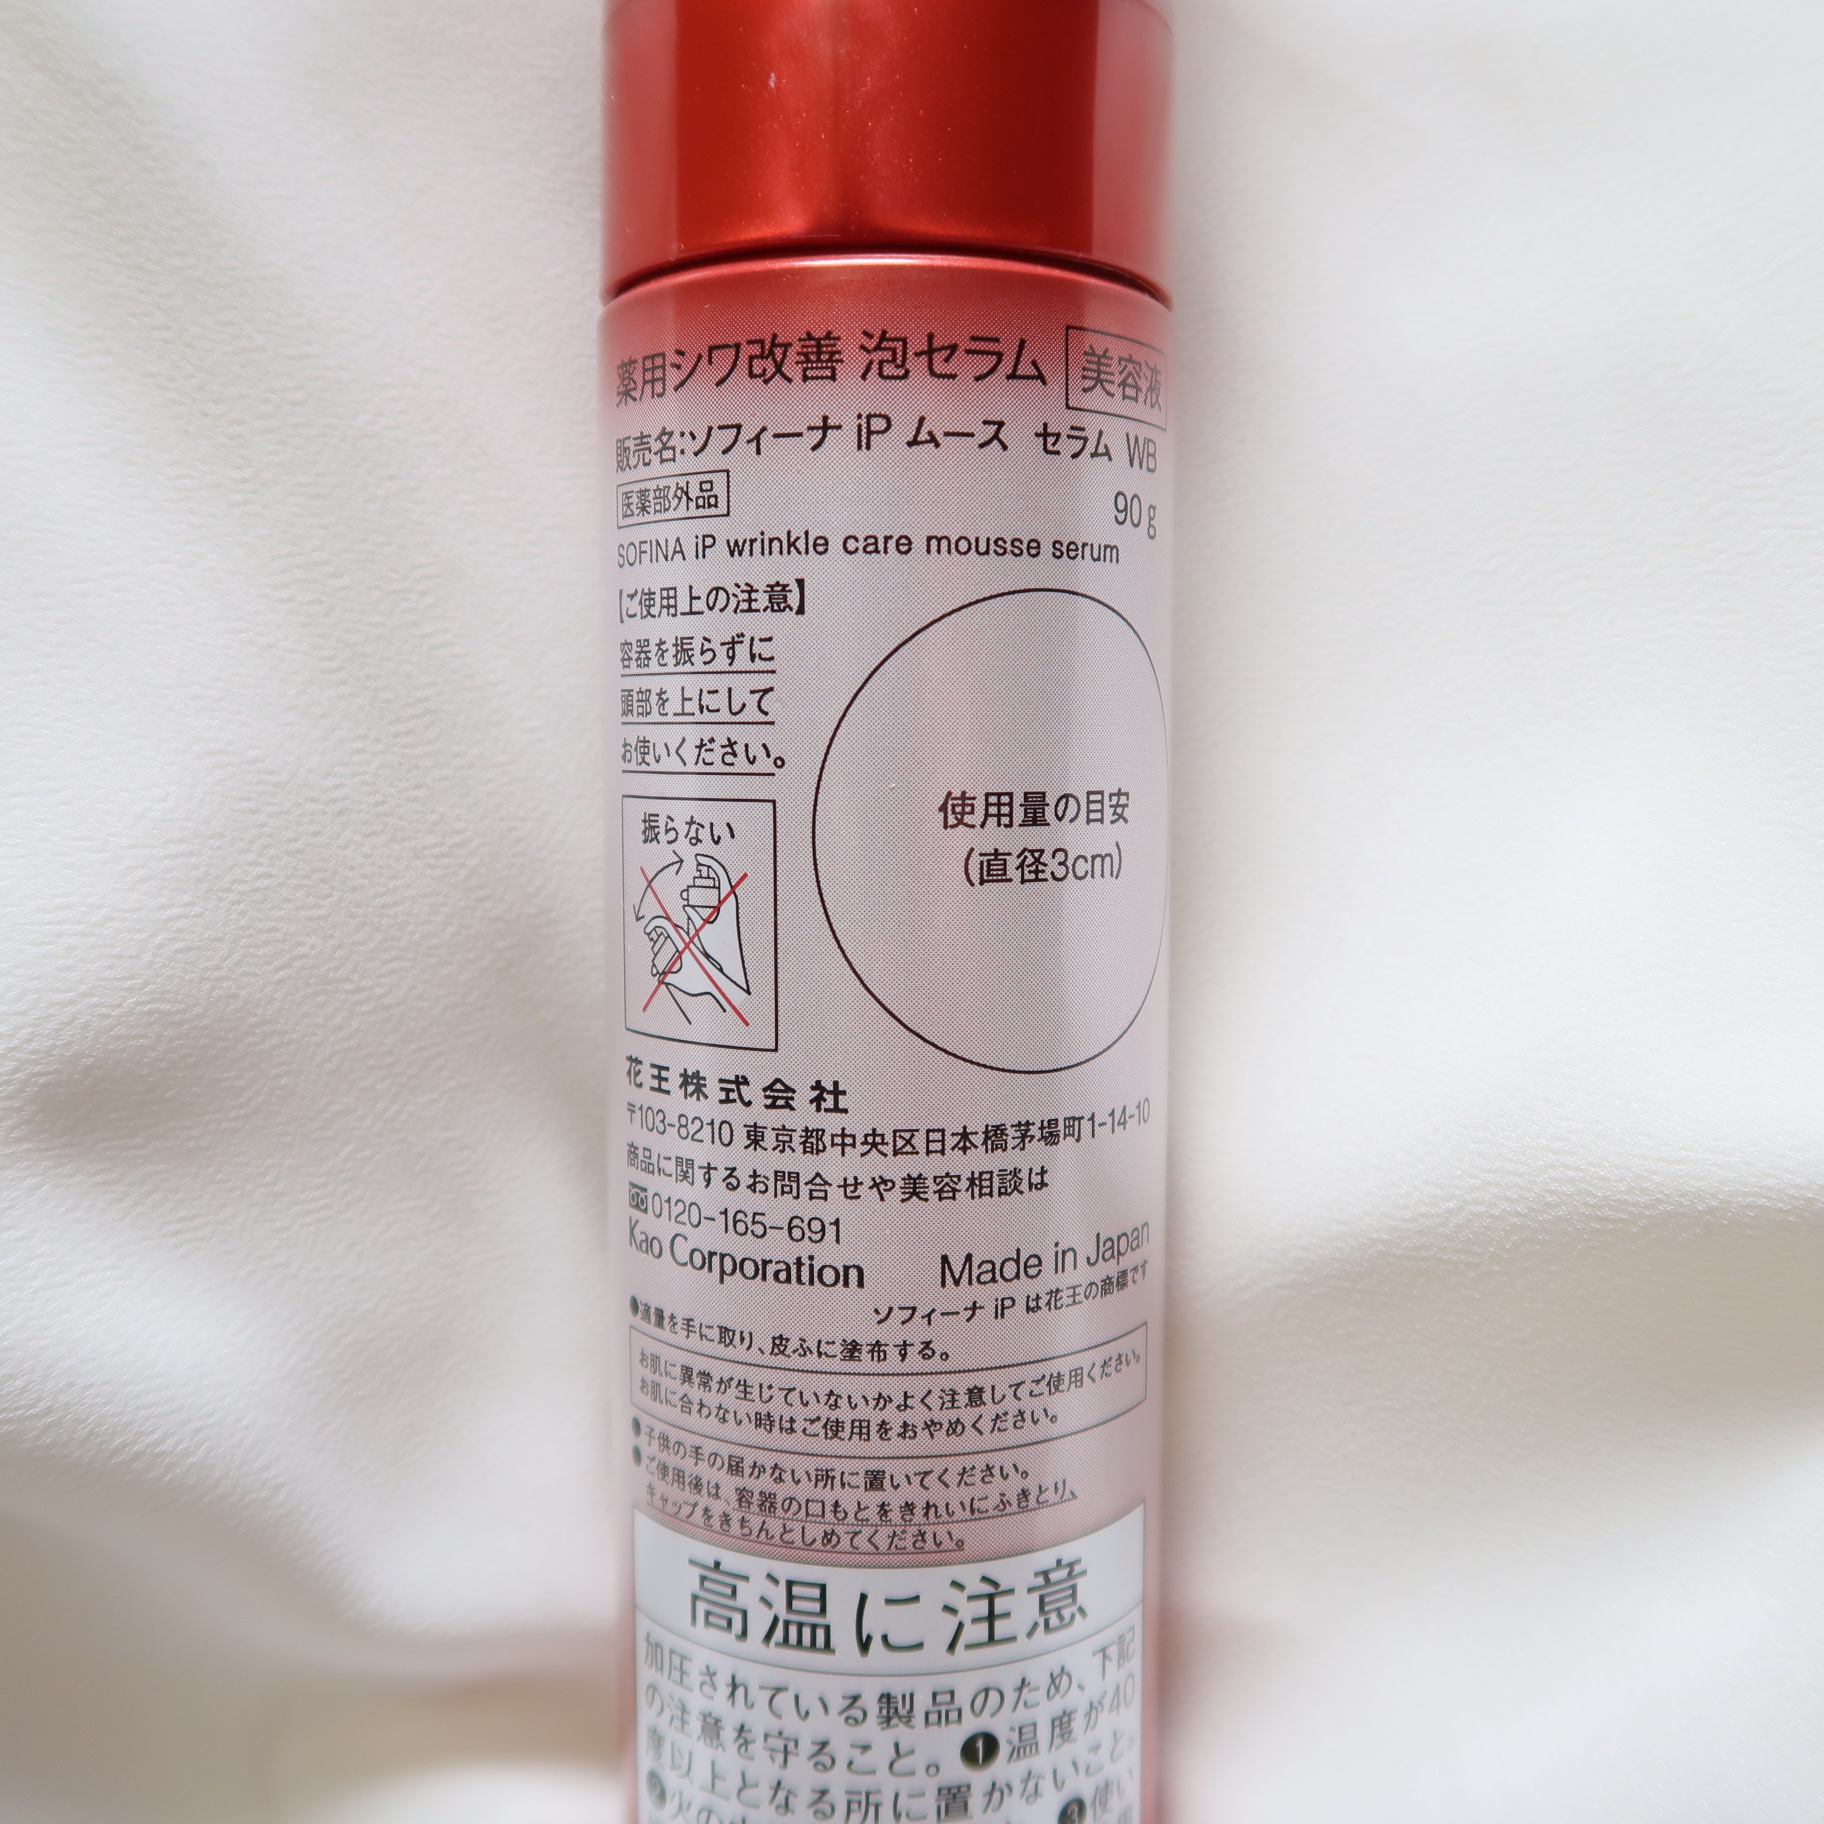 薬用シワ改善 泡セラム 美容液
販売名:ソフィーナ iP ムース セラム WB
医薬部外品
90g
SOFINA iP wrinkle care mousse serum
【ご使用上の注意】
容器を振らずに
頭部を上にして
お使いください。
振らない
使用量の目安
(直径3cm)
花王株式会社
〒103-8210 東京都中央区日本橋茅場町1-14-10
商品に関するお問合せや美容相談は
0120-165-691
Kao Corporation
Made in Japan
ソフィーナ iP は花王の商標です
●適量を手に取り、皮ふに塗布する。
お肌に異常が生じていないかよく注意してご使用ください。
お肌に合わない時はご使用をおやめください。
●子供の手の届かない所に置いてください。
●ご使用後は、容器の口もとをきれいにふきとり、
キャップをきちんとしめてください。
高温に注意
加圧されている製品のため、下記
の注意を守ること。❶温度が40
度以上となる所に置かないこと。
❷火の ❸使い